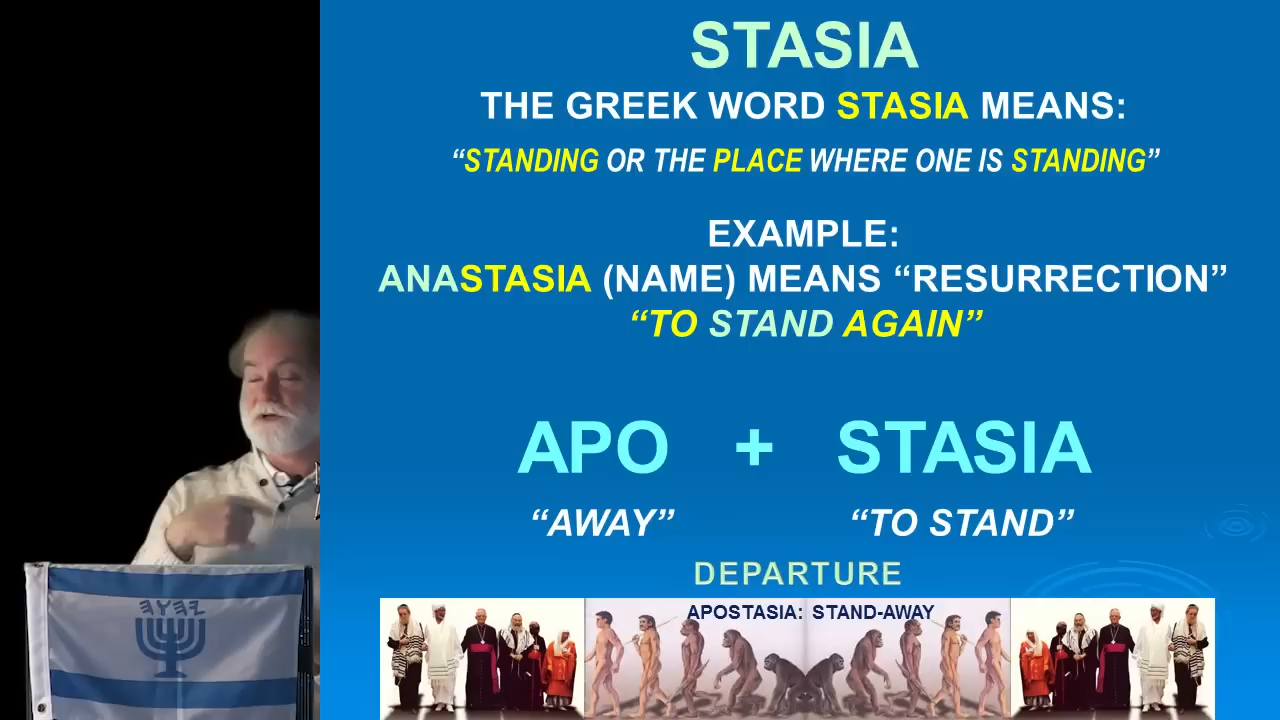 STASIA
THE GREEK WORD STASIA MEANS:
“STANDING OR THE PLACE WHERE ONE IS STANDING”
EXAMPLE:
ANASTASIA (NAME) MEANS “RESURRECTION”
“TO STAND AGAIN”
APO + STASIA
“AWAY” “TO STAND”
DEPARTURE
APOSTASIA: STAND-AWAY
𐤉𐤄𐤅𐤄